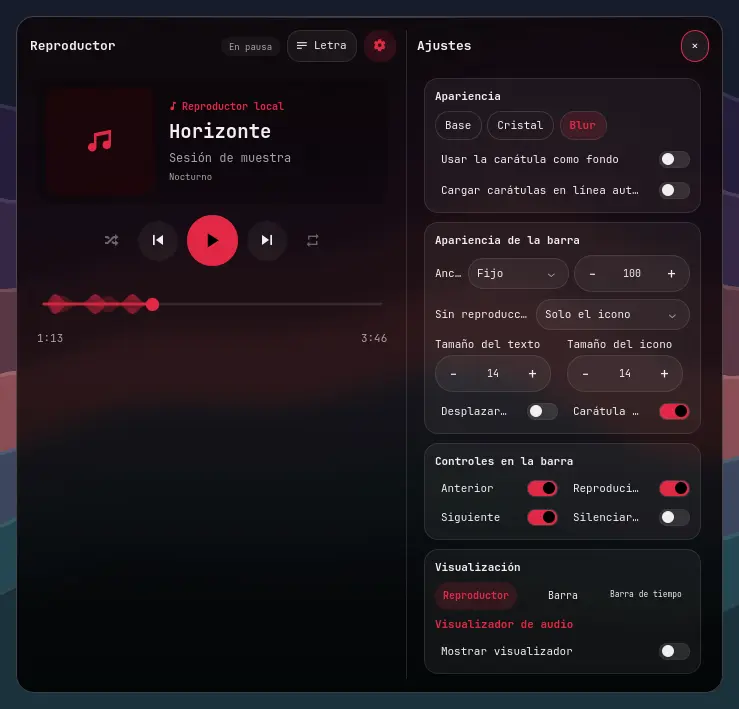 Reproductor
En pausa
Letra
Reproductor local
Horizonte
Sesión de muestra
Nocturno
1:13
3:46
Ajustes
×
Apariencia
Base
Cristal
Blur
Usar la carátula como fondo
Cargar carátulas en línea aut…
Apariencia de la barra
Anc…
Fijo
- 100 +
Sin reproducc…
Solo el icono
Tamaño del texto
Tamaño del icono
- 14 +
- 14 +
Desplazar…
Carátula …
Controles en la barra
Anterior
Reproduci…
Siguiente
Silenciar…
Visualización
Reproductor
Barra
Barra de tiempo
Visualizador de audio
Mostrar visualizador